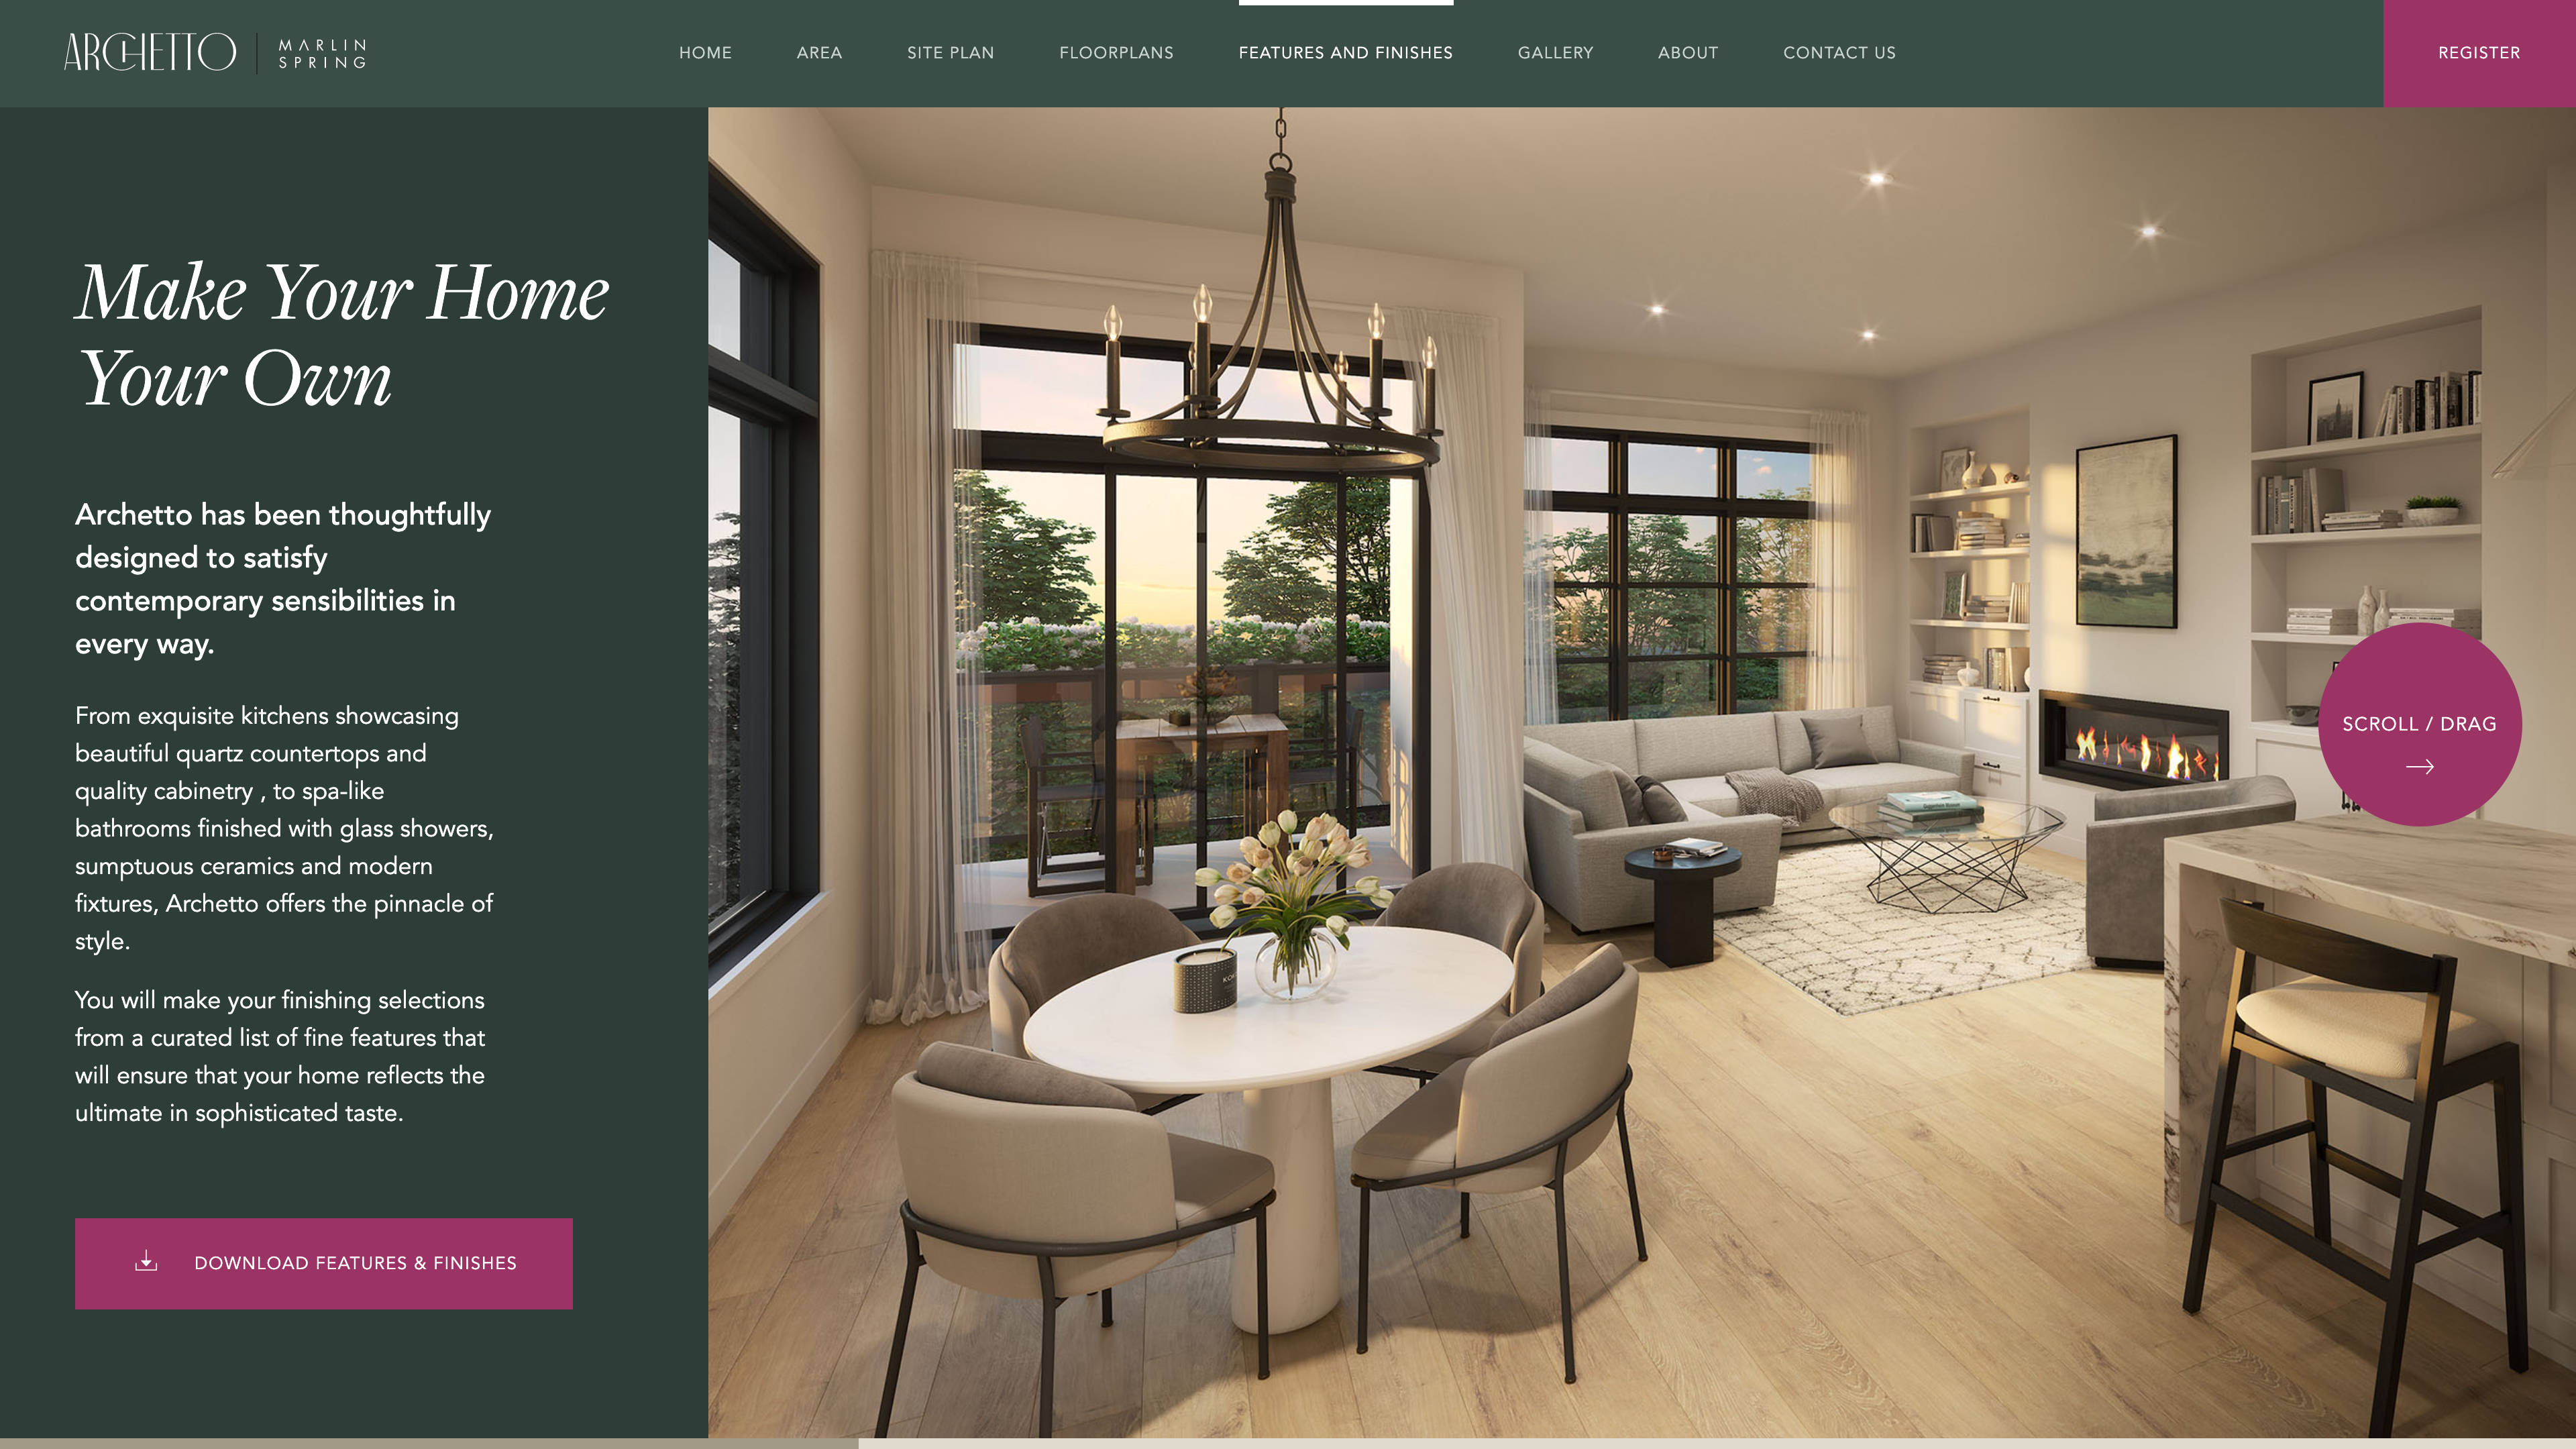 ARCHETTO
MARLIN
SPRING
HOME
AREA
SITE PLAN
FLOORPLANS
FEATURES AND FINISHES
GALLERY
ABOUT
CONTACT US
REGISTER
Make Your Home
Your Own
Archetto has been thoughtfully
designed to satisfy
contemporary sensibilities in
every way.
From exquisite kitchens showcasing
beautiful quartz countertops and
quality cabinetry , to spa-like
bathrooms finished with glass showers,
sumptuous ceramics and modern
fixtures, Archetto offers the pinnacle of
style.
You will make your finishing selections
from a curated list of fine features that
will ensure that your home reflects the
ultimate in sophisticated taste.
DOWNLOAD FEATURES & FINISHES
SCROLL / DRAG